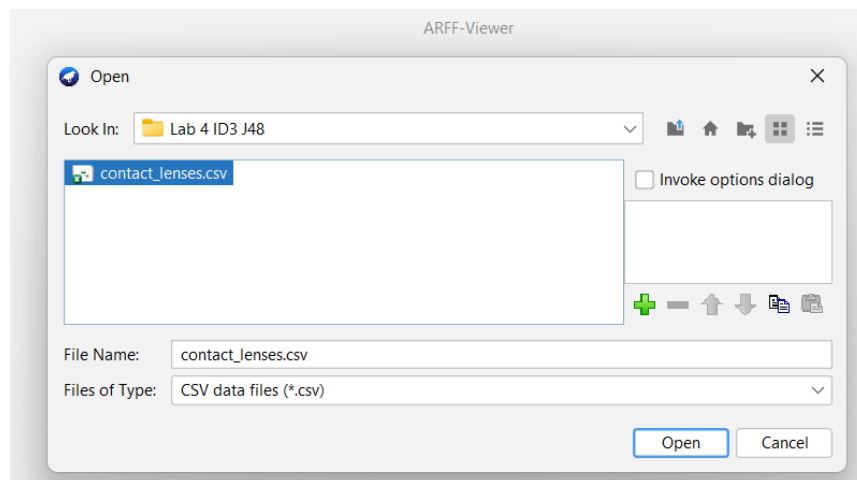 ARFF-Viewer
Open
Look In: Lab 4 ID3 J48
contact_lenses.csv
Invoke options dialog
File Name: contact_lenses.csv
Files of Type: CSV data files (*.csv)
Open Cancel